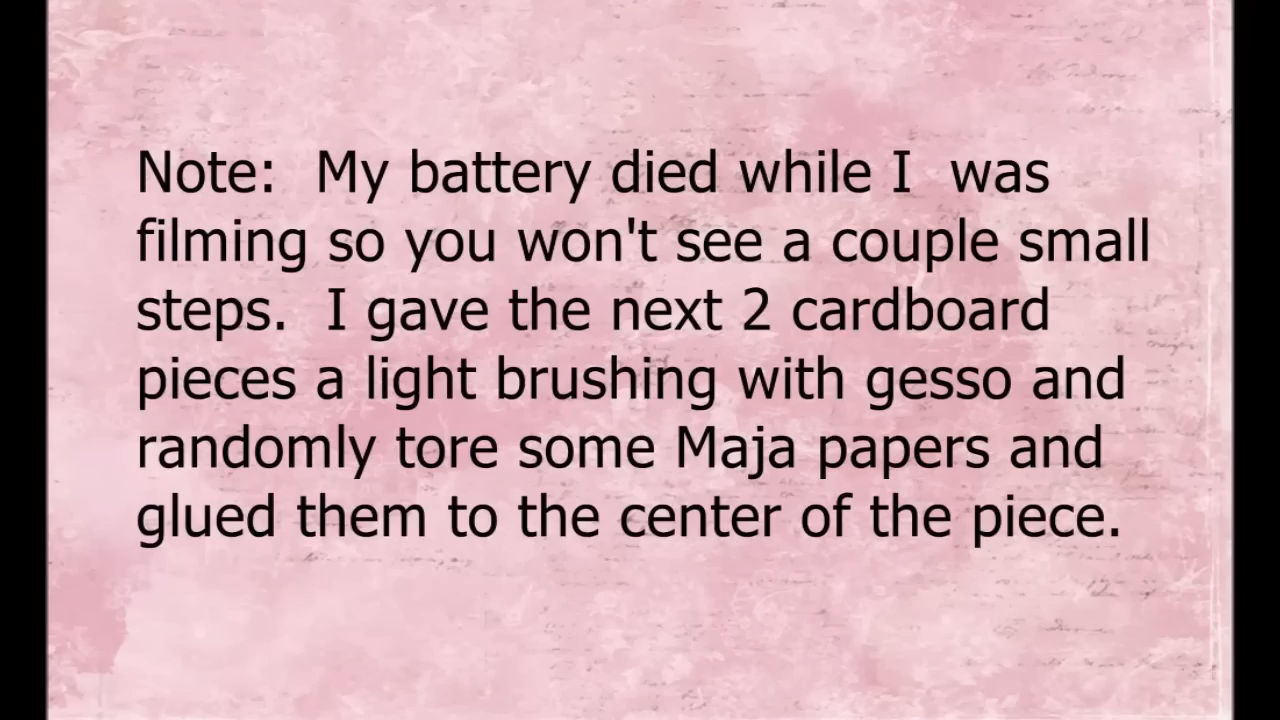 Note:  My battery died while I  was
filming so you won't see a couple small
steps.  I gave the next 2 cardboard
pieces a light brushing with gesso and
randomly tore some Maja papers and
glued them to the center of the piece.